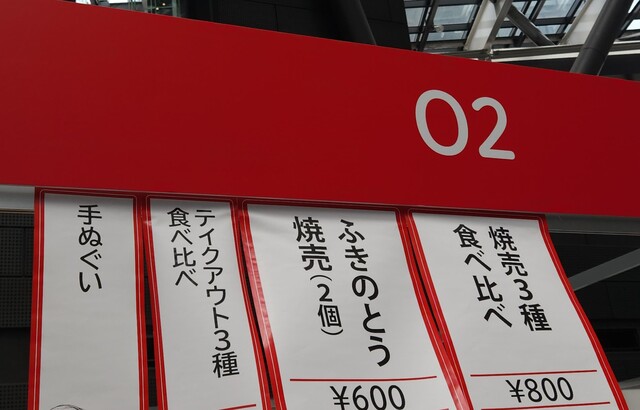 02
焼売3種
食べ比べ
¥800
ふきのとう
焼売(2個)
¥600
テイクアウト3種
食べ比べ
手ぬぐい